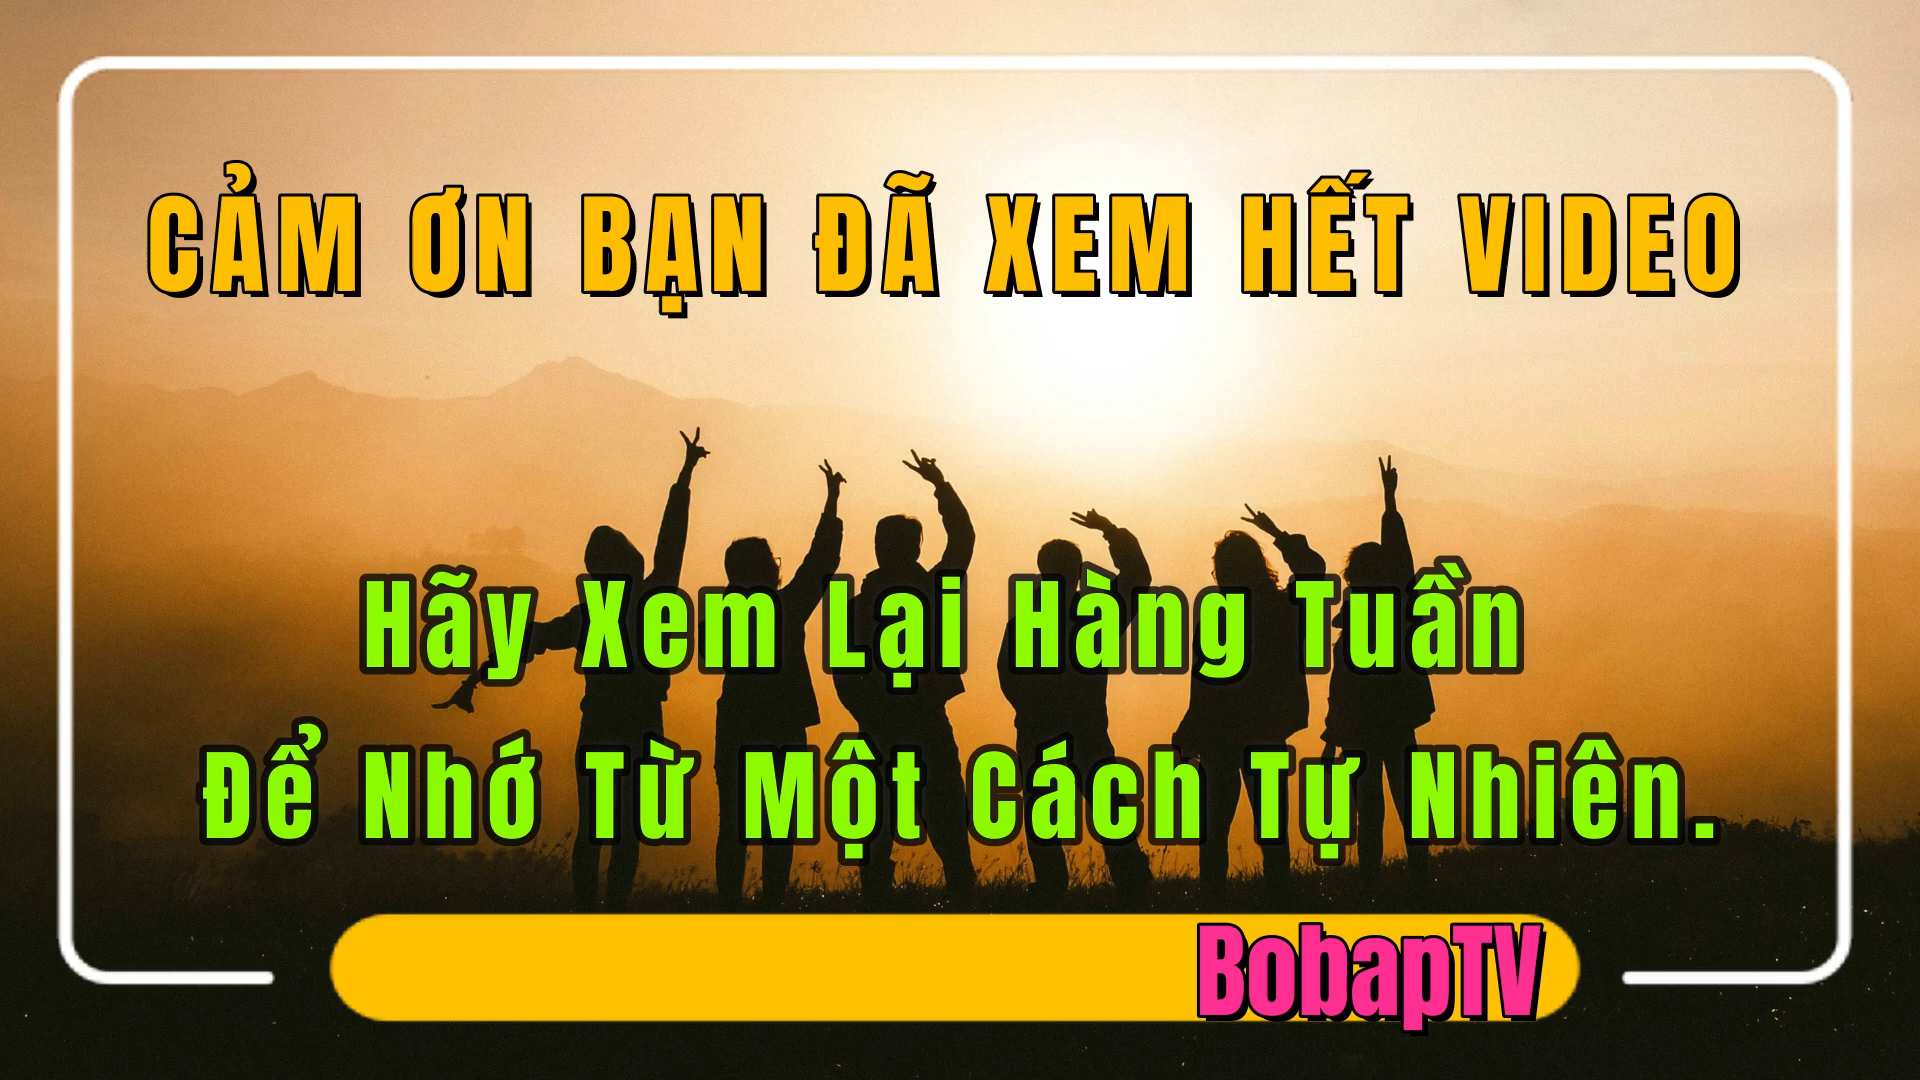 CẢM ƠN BẠN ĐÃ XEM HẾT VIDEO
Hãy Xem Lại Hàng Tuần
Để Nhớ Từ Một Cách Tự Nhiên.
BobapTV